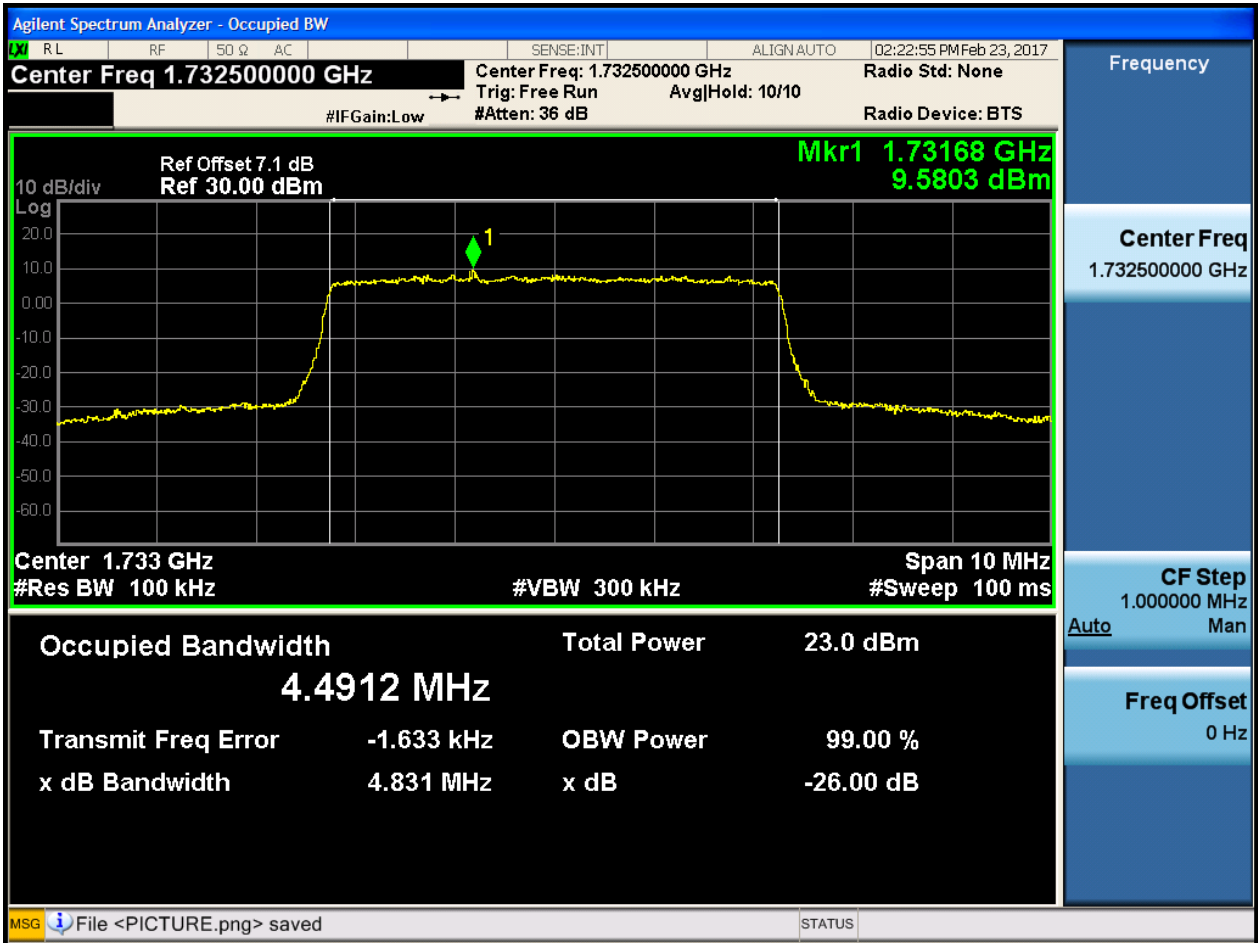 Agilent Spectrum Analyzer - Occupied BW
LXI RL RF 50 Ω AC SENSE:INT ALIGN AUTO 02:22:55 PM Feb 23, 2017
Center Freq 1.732500000 GHz
Center Freq: 1.732500000 GHz
Radio Std: None
Trig: Free Run Avg|Hold: 10/10
#IFGain:Low
#Atten: 36 dB
Radio Device: BTS
Mkr1 1.73168 GHz
9.5803 dBm
Ref Offset 7.1 dB
10 dB/div Ref 30.00 dBm
Log
1
20.0
10.0
0.00
-10.0
-20.0
-30.0
-40.0
-50.0
-60.0
Center 1.733 GHz Span 10 MHz
#Res BW 100 kHz #VBW 300 kHz #Sweep 100 ms
Occupied Bandwidth Total Power 23.0 dBm
4.4912 MHz
Transmit Freq Error -1.633 kHz OBW Power 99.00 %
x dB Bandwidth 4.831 MHz x dB -26.00 dB
Frequency
Center Freq
1.732500000 GHz
CF Step
1.000000 MHz
Auto Man
Freq Offset
0 Hz
MSG File <PICTURE.png> saved STATUS